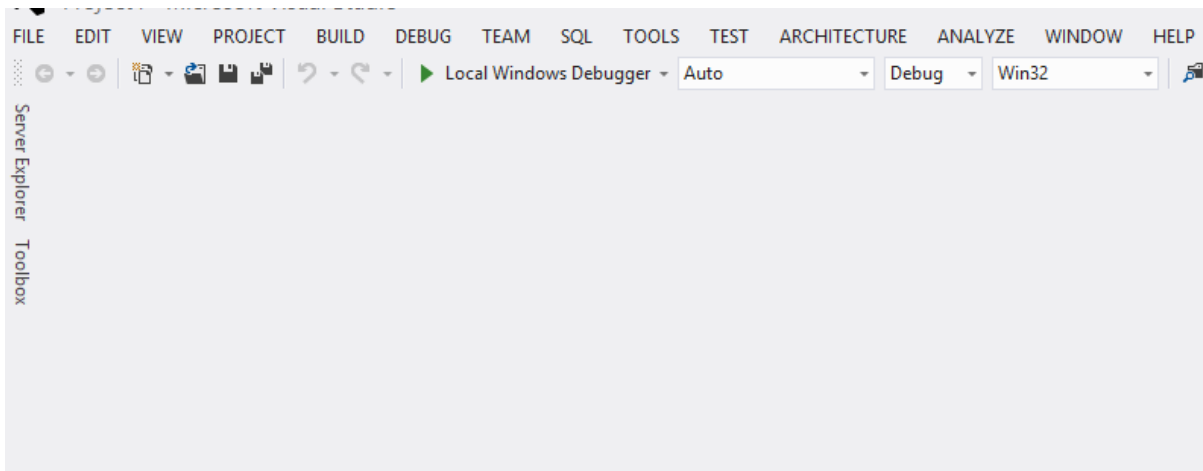 FILE EDIT VIEW PROJECT BUILD DEBUG TEAM SQL TOOLS TEST ARCHITECTURE ANALYZE WINDOW HELP
Local Windows Debugger Auto Debug Win32
Server Explorer
Toolbox